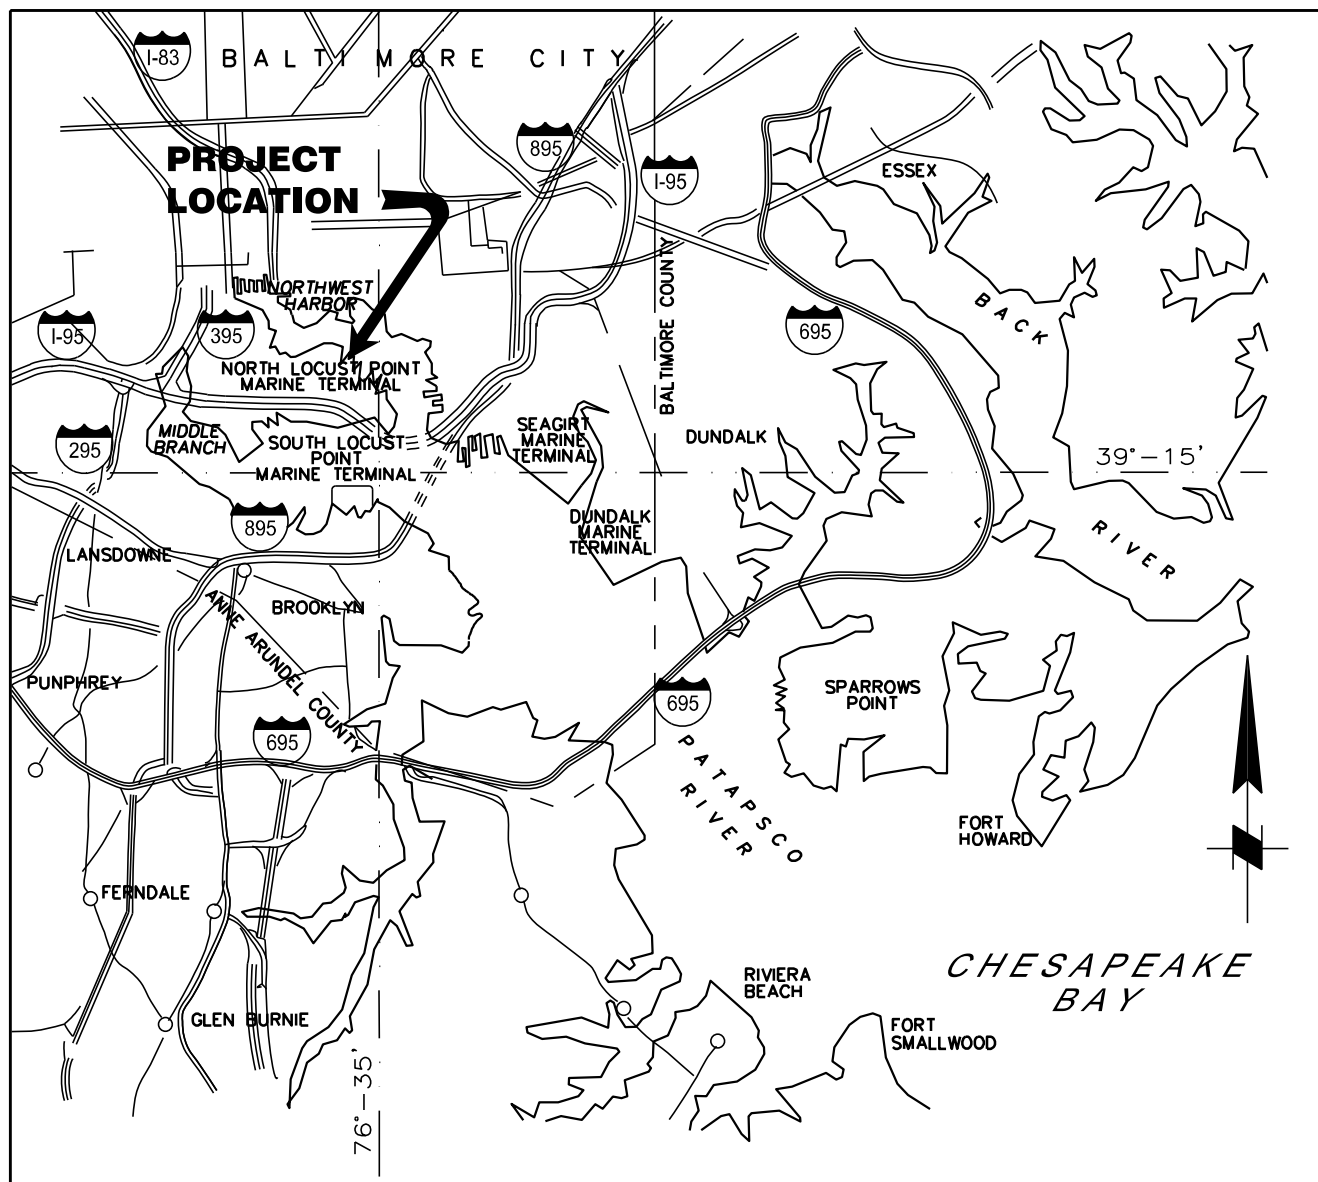 I-83
BALTIMORE CITY
895
PROJECT
LOCATION
I-95
ESSEX
BALTIMORE COUNTY
NORTHWEST
HARBOR
BACK
I-95
395
695
NORTH LOCUST POINT
MARINE TERMINAL
MIDDLE
BRANCH
SOUTH LOCUST
POINT
MARINE TERMINAL
SEAGIRT
MARINE
TERMINAL
DUNDALK
295
39°-15'
895
DUNDALK
MARINE
TERMINAL
RIVER
LANSDOWNE
BROOKLYN
ANNE ARUNDEL COUNTY
PUNPHREY
SPARROWS
POINT
695
695
PATAPSCO
RIVER
FORT
HOWARD
FERNDALE
CHESAPEAKE
BAY
RIVIERA
BEACH
GLEN BURNIE
FORT
SMALLWOOD
76°-35'